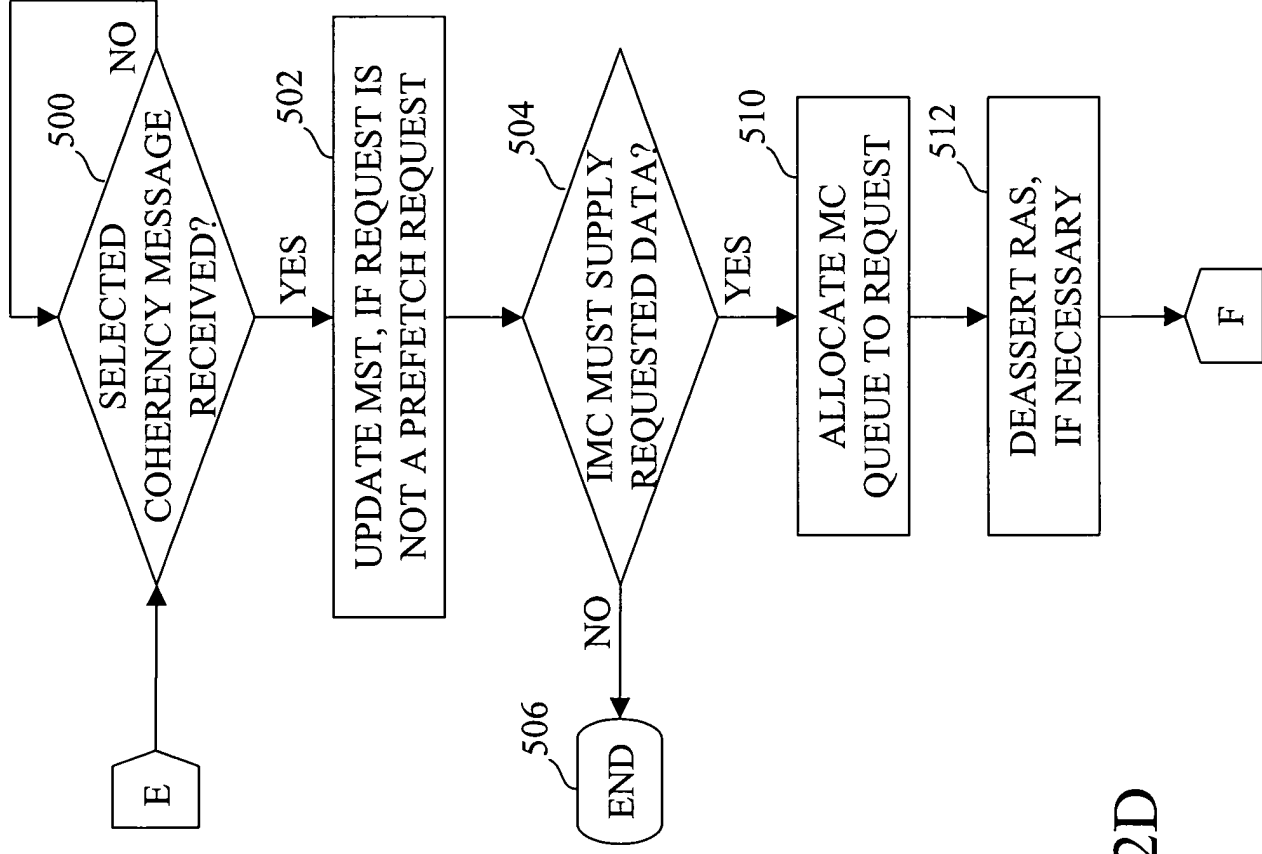 E
500
SELECTED
COHERENCY MESSAGE
RECEIVED?
NO
YES
502
UPDATE MST, IF REQUEST IS
NOT A PREFETCH REQUEST
504
IMC MUST SUPPLY
REQUESTED DATA?
NO
506
END
YES
510
ALLOCATE MC
QUEUE TO REQUEST
512
DEASSERT RAS,
IF NECESSARY
F
2D